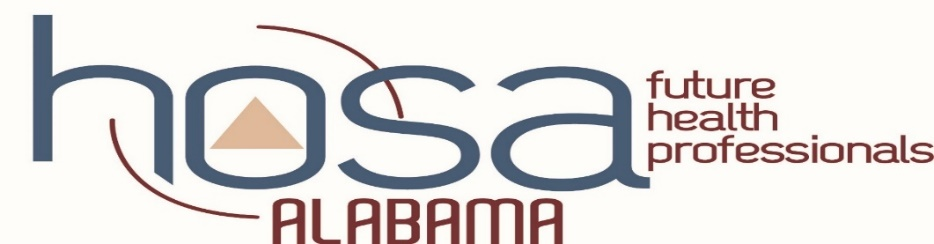 hosa
future
health
professionals
ALABAMA